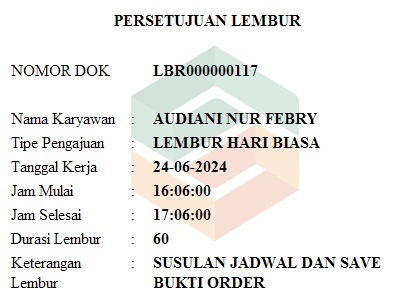 PERSETUJUAN LEMBUR
NOMOR DOK LBR000000117
Nama Karyawan : AUDIANI NUR FEBRY
Tipe Pengajuan : LEMBUR HARI BIASA
Tanggal Kerja : 24-06-2024
Jam Mulai : 16:06:00
Jam Selesai : 17:06:00
Durasi Lembur : 60
Keterangan : SUSULAN JADWAL DAN SAVE
Lembur BUKTI ORDER